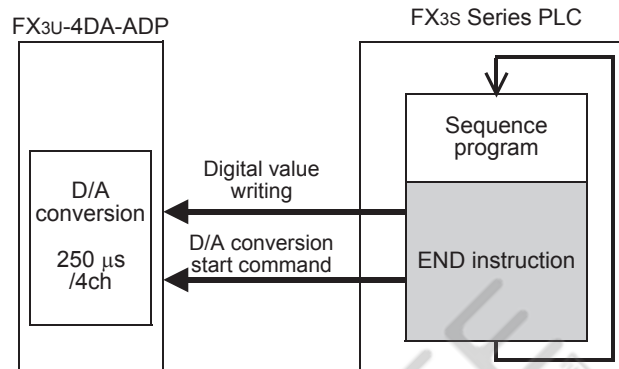 FX3U-4DA-ADP
FX3S Series PLC
Sequence
program
Digital value
writing
D/A
conversion
250 μs
/4ch
D/A conversion
start command
END instruction